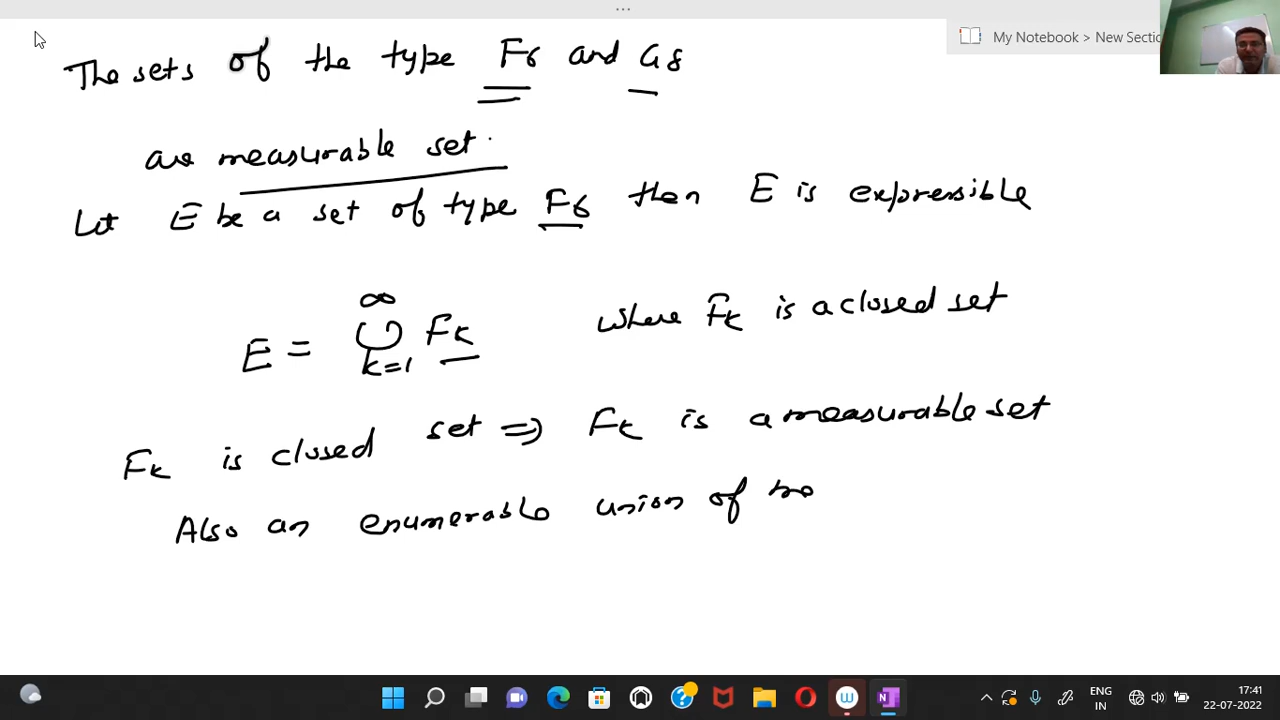 My Notebook > New Sectio
The sets of the type Fσ and Gδ
are measurable set.
Let E be a set of type Fσ then E is expressible
E = ∞ ∪ k=1 Fk where Fk is a closed set
Fk is closed set ⇒ Fk is a measurable set
Also an enumerable union of
ENG
IN
17:41
22-07-2022